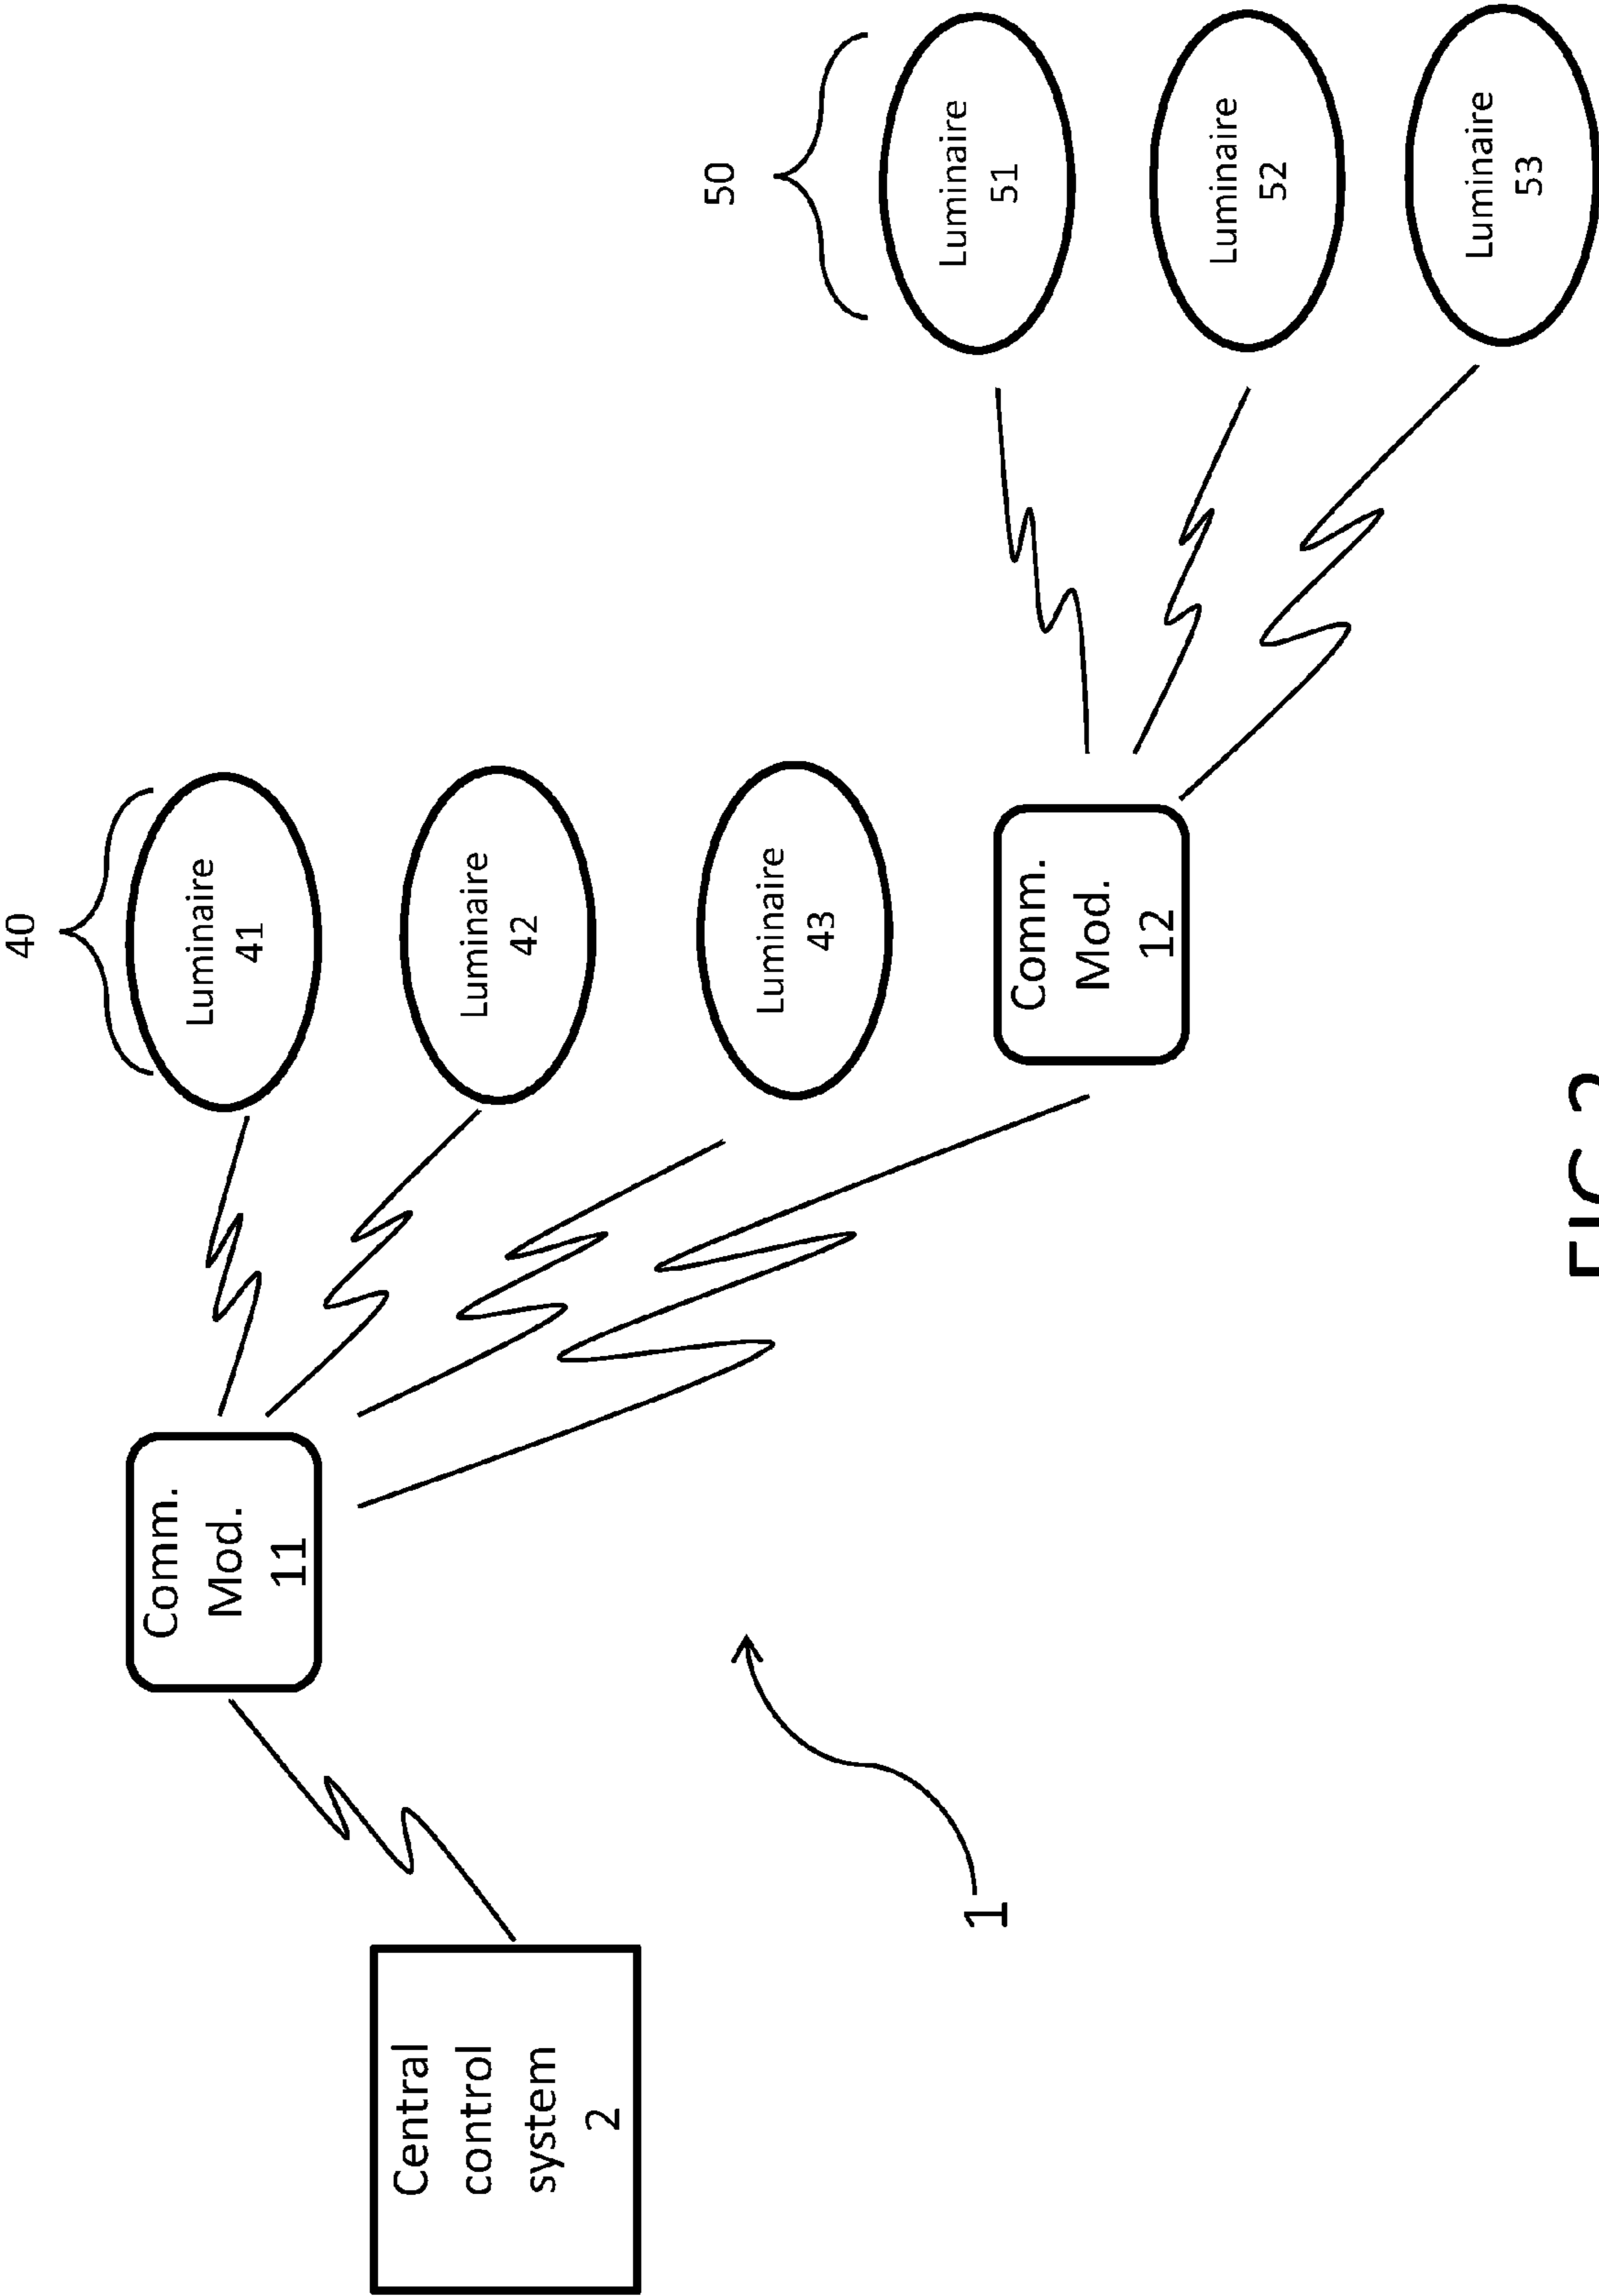 40
Luminaire
41
Luminaire
42
Luminaire
43
Comm.
Mod.
11
Central
control
system
2
1
Comm.
Mod.
12
50
Luminaire
51
Luminaire
52
Luminaire
53